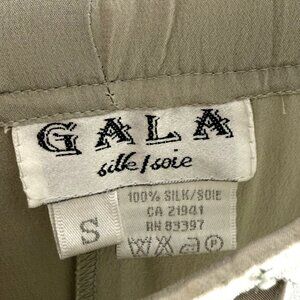 GALA
silk/soie
S
100% SILK/SOIE
CA 21941
RN 83397